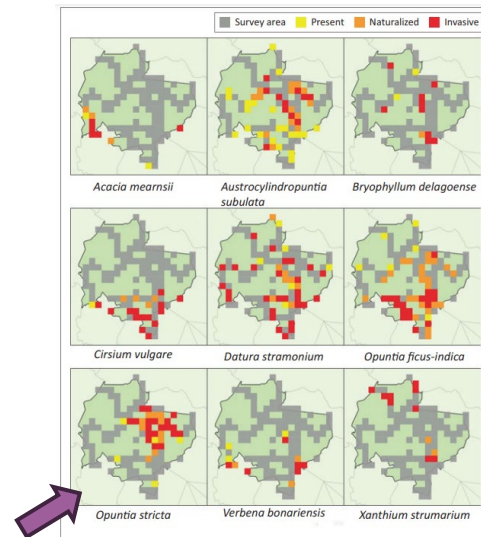 Survey area Present Naturalized Invasive
Acacia mearnsii
Austrocylindropuntia
subulata
Bryophyllum delagoense
Cirsium vulgare
Datura stramonium
Opuntia ficus-indica
Opuntia stricta
Verbena bonariensis
Xanthium strumarium